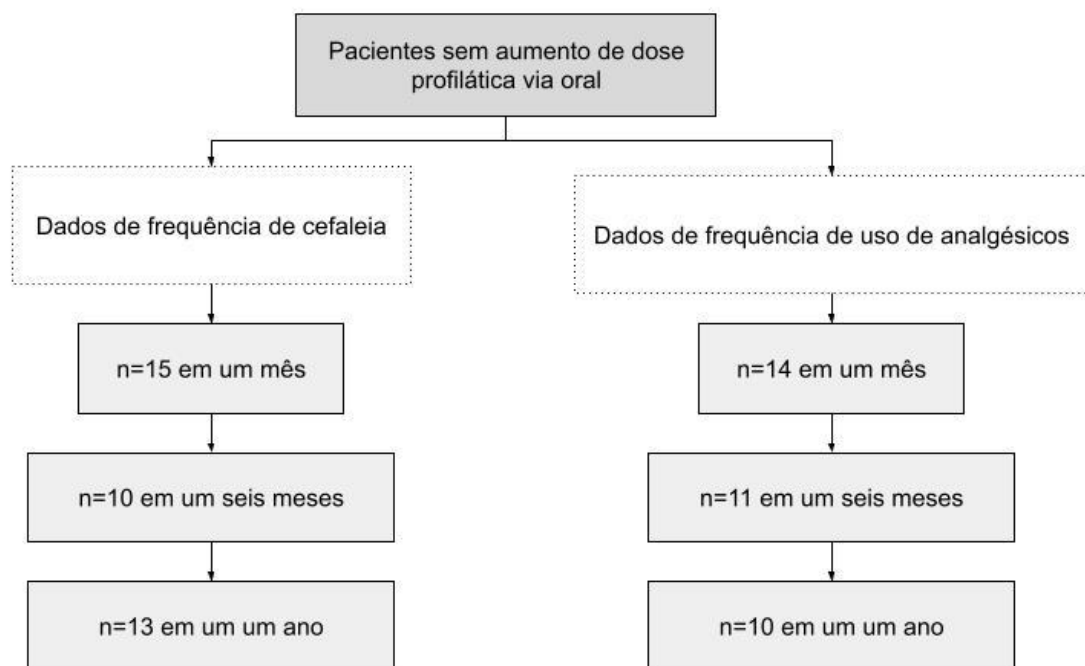 Pacientes sem aumento de dose
profilática via oral
Dados de frequência de cefaleia
Dados de frequência de uso de analgésicos
n=15 em um mês
n=14 em um mês
n=10 em um seis meses
n=11 em um seis meses
n=13 em um um ano
n=10 em um um ano